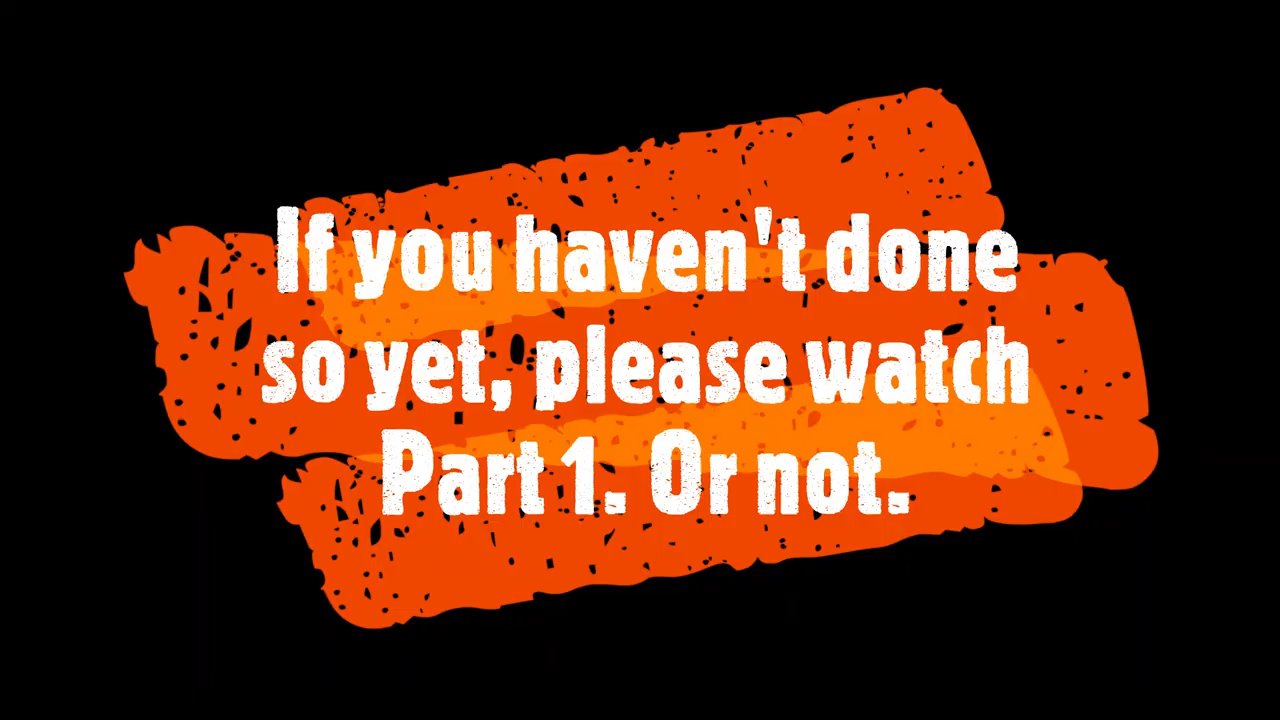 If you haven't done
so yet, please watch
Part 1. Or not.